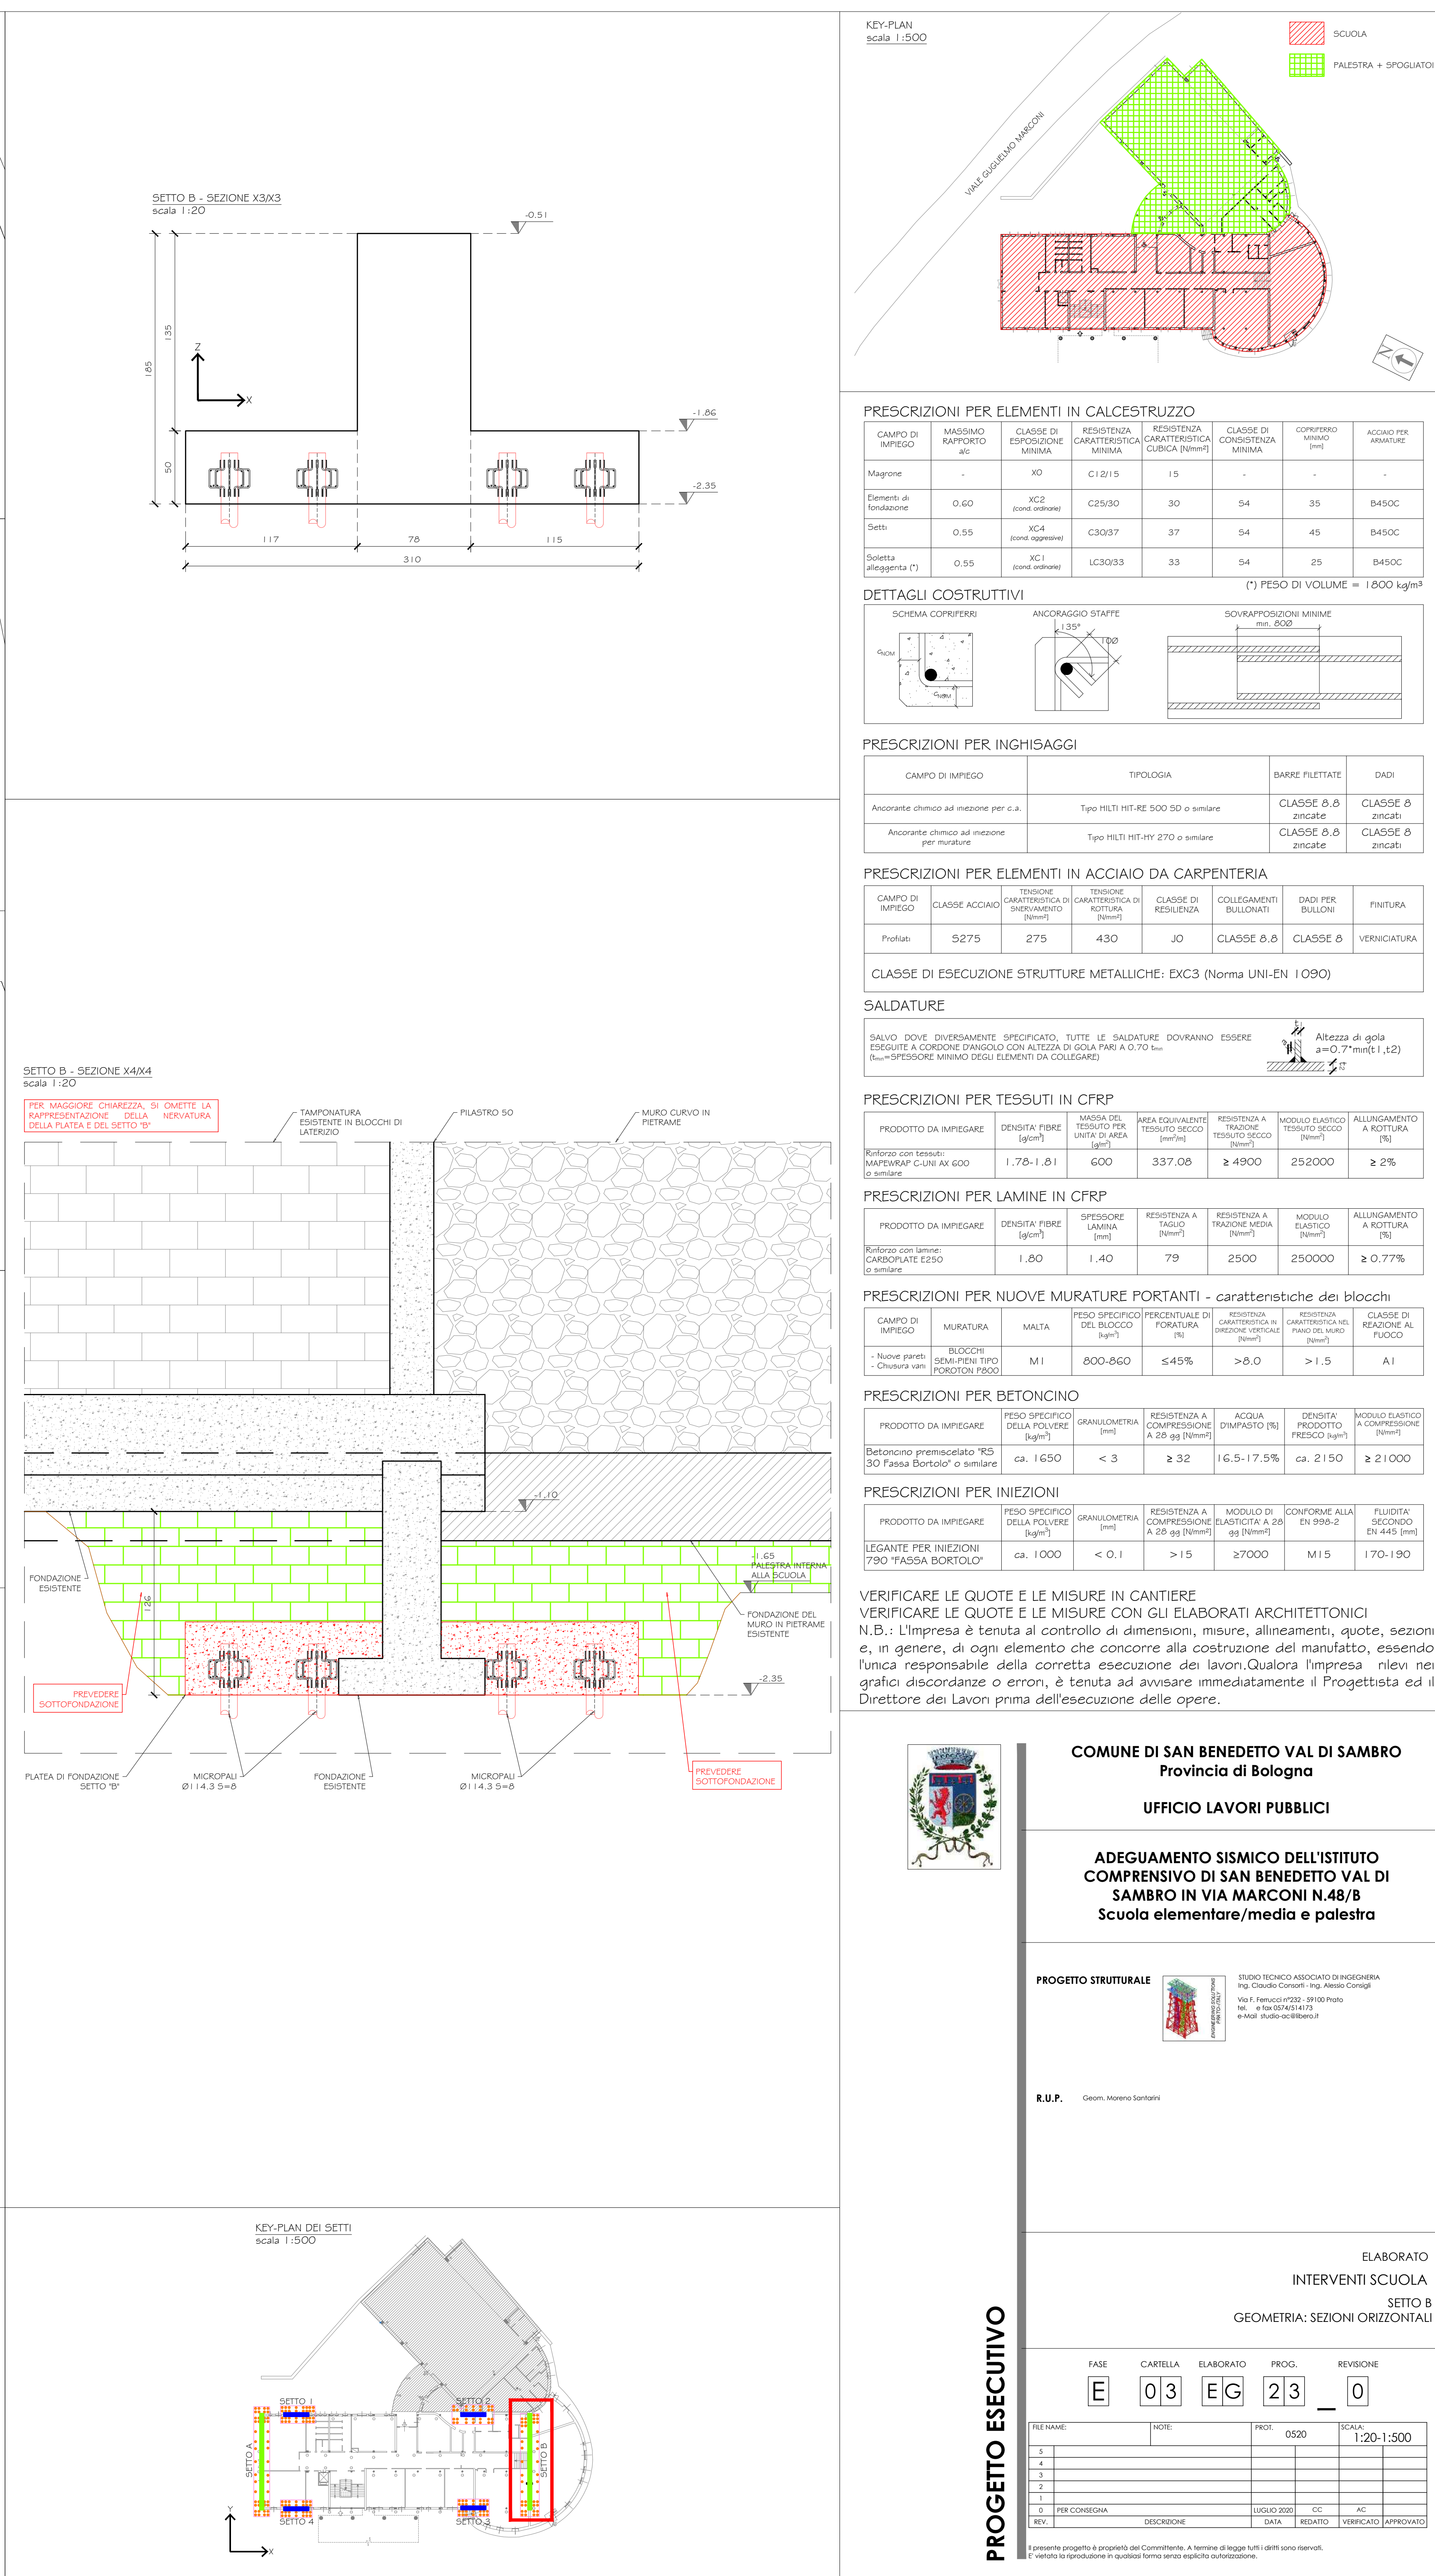 SETTO B - SEZIONE X3/X3
scala 1:20
-0.51
185
135
Z
X
-1.86
50
-2.35
117
78
115
310
SETTO B - SEZIONE X4/X4
scala 1:20
PER MAGGIORE CHIAREZZA, SI OMETTE LA
RAPPRESENTAZIONE DELLA NERVATURA
DELLA PLATEA E DEL SETTO "B"
TAMPONATURA
ESISTENTE IN BLOCCHI DI
LATERIZIO
PILASTRO 50
MURO CURVO IN
PIETRAME
-1.10
-1.65
PALESTRA INTERNA
ALLA SCUOLA
FONDAZIONE
ESISTENTE
126
FONDAZIONE DEL
MURO IN PIETRAME
ESISTENTE
-2.35
PREVEDERE
SOTTOFONDAZIONE
PLATEA DI FONDAZIONE
SETTO "B"
MICROPALI
Ø114,3 S=8
FONDAZIONE
ESISTENTE
MICROPALI
Ø114,3 S=8
PREVEDERE
SOTTOFONDAZIONE
KEY-PLAN DEI SETTI
scala 1:500
SETTO 1
SETTO 2
SETTO A
SETTO B
SETTO 4
SETTO 3
Y
X
KEY-PLAN
scala 1:500
SCUOLA
PALESTRA + SPOGLIATOI
VIALE GUGLIELMO MARCONI
N
PRESCRIZIONI PER ELEMENTI IN CALCESTRUZZO
CAMPO DI IMPIEGO MASSIMO RAPPORTO a/c CLASSE DI ESPOSIZIONE MINIMA RESISTENZA CARATTERISTICA MINIMA RESISTENZA CARATTERISTICA CUBICA [N/mm²] CLASSE DI CONSISTENZA MINIMA COPRIFERRO MINIMO [mm] ACCIAIO PER ARMATURE
Magrone - X0 C12/15 15 - - -
Elementi di fondazione 0.60 XC2 (cond. ordinarie) C25/30 30 S4 35 B450C
Setti 0.55 XC4 (cond. aggressive) C30/37 37 S4 45 B450C
Soletta alleggenta (*) 0.55 XC1 (cond. ordinarie) LC30/33 33 S4 25 B450C
(*) PESO DI VOLUME = 1800 kg/m³
DETTAGLI COSTRUTTIVI
SCHEMA COPRIFERRI
ANCORAGGIO STAFFE
SOVRAPPOSIZIONI MINIME
min. 80Ø
135°
10Ø
CNOM
CNOM
PRESCRIZIONI PER INGHISAGGI
CAMPO DI IMPIEGO TIPOLOGIA BARRE FILETTATE DADI
Ancorante chimico ad iniezione per c.a. Tipo HILTI HIT-RE 500 SD o similare CLASSE 8.8 zincate CLASSE 8 zincati
Ancorante chimico ad iniezione per murature Tipo HILTI HIT-HY 270 o similare CLASSE 8.8 zincate CLASSE 8 zincati
PRESCRIZIONI PER ELEMENTI IN ACCIAIO DA CARPENTERIA
CAMPO DI IMPIEGO CLASSE ACCIAIO TENSIONE CARATTERISTICA DI SNERVAMENTO [N/mm²] TENSIONE CARATTERISTICA DI ROTTURA [N/mm²] CLASSE DI RESILIENZA COLLEGAMENTI BULLONATI DADI PER BULLONI FINITURA
Profilati S275 275 430 J0 CLASSE 8.8 CLASSE 8 VERNICIATURA
CLASSE DI ESECUZIONE STRUTTURE METALLICHE: EXC3 (Norma UNI-EN 1090)
SALDATURE
SALVO DOVE DIVERSAMENTE SPECIFICATO, TUTTE LE SALDATURE DOVRANNO ESSERE
ESEGUITE A CORDONE D'ANGOLO CON ALTEZZA DI GOLA PARI A 0.70 tmin
(tmin=SPESSORE MINIMO DEGLI ELEMENTI DA COLLEGARE)
Altezza di gola
a=0.7*min(t1,t2)
PRESCRIZIONI PER TESSUTI IN CFRP
PRODOTTO DA IMPIEGARE DENSITA' FIBRE [g/cm³] MASSA DEL TESSUTO PER UNITA' DI AREA [g/m²] AREA EQUIVALENTE TESSUTO SECCO [mm²/m] RESISTENZA A TRAZIONE TESSUTO SECCO [N/mm²] MODULO ELASTICO TESSUTO SECCO [N/mm²] ALLUNGAMENTO A ROTTURA [%]
Rinforzo con tessuti: MAPEWRAP C-UNI AX 600 o similare 1.78-1.81 600 337.08 ≥ 4900 252000 ≥ 2%
PRESCRIZIONI PER LAMINE IN CFRP
PRODOTTO DA IMPIEGARE DENSITA' FIBRE [g/cm³] SPESSORE LAMINA [mm] RESISTENZA A TAGLIO [N/mm²] RESISTENZA A TRAZIONE MEDIA [N/mm²] MODULO ELASTICO [N/mm²] ALLUNGAMENTO A ROTTURA [%]
Rinforzo con lamine: CARBOPLATE E250 o similare 1.80 1.40 79 2500 250000 ≥ 0.77%
PRESCRIZIONI PER NUOVE MURATURE PORTANTI - caratteristiche dei blocchi
CAMPO DI IMPIEGO MURATURA MALTA PESO SPECIFICO DEL BLOCCO [kg/m³] PERCENTUALE DI FORATURA [%] RESISTENZA CARATTERISTICA IN DIREZIONE VERTICALE [N/mm²] RESISTENZA CARATTERISTICA NEL PIANO DEL MURO [N/mm²] CLASSE DI REAZIONE AL FUOCO
- Nuove pareti - Chiusura vani BLOCCHI SEMI-PIENI TIPO POROTON P800 M1 800-860 ≤45% >8.0 >1.5 A1
PRESCRIZIONI PER BETONCINO
PRODOTTO DA IMPIEGARE PESO SPECIFICO DELLA POLVERE [kg/m³] GRANULOMETRIA [mm] RESISTENZA A COMPRESSIONE A 28 gg [N/mm²] ACQUA D'IMPASTO [%] DENSITA' PRODOTTO FRESCO [kg/m³] MODULO ELASTICO A COMPRESSIONE [N/mm²]
Betoncino premiscelato "RS 30 Fassa Bortolo" o similare ca. 1650 < 3 ≥ 32 16.5-17.5% ca. 2150 ≥ 21000
PRESCRIZIONI PER INIEZIONI
PRODOTTO DA IMPIEGARE PESO SPECIFICO DELLA POLVERE [kg/m³] GRANULOMETRIA [mm] RESISTENZA A COMPRESSIONE A 28 gg [N/mm²] MODULO DI ELASTICITA' A 28 gg [N/mm²] CONFORME ALLA EN 998-2 FLUIDITA' SECONDO EN 445 [mm]
LEGANTE PER INIEZIONI 790 "FASSA BORTOLO" ca. 1000 < 0.1 >15 ≥7000 M15 170-190
VERIFICARE LE QUOTE E LE MISURE IN CANTIERE
VERIFICARE LE QUOTE E LE MISURE CON GLI ELABORATI ARCHITETTONICI
N.B.: L'Impresa è tenuta al controllo di dimensioni, misure, allineamenti, quote, sezioni
e, in genere, di ogni elemento che concorre alla costruzione del manufatto, essendo
l'unica responsabile della corretta esecuzione dei lavori.Qualora l'impresa rilevi nei
grafici discordanze o errori, è tenuta ad avvisare immediatamente il Progettista ed il
Direttore dei Lavori prima dell'esecuzione delle opere.
COMUNE DI SAN BENEDETTO VAL DI SAMBRO
Provincia di Bologna
UFFICIO LAVORI PUBBLICI
ADEGUAMENTO SISMICO DELL'ISTITUTO
COMPRENSIVO DI SAN BENEDETTO VAL DI
SAMBRO IN VIA MARCONI N.48/B
Scuola elementare/media e palestra
PROGETTO STRUTTURALE
ENGINEERING SOLUTIONS
PRATO - ITALY
STUDIO TECNICO ASSOCIATO DI INGEGNERIA
Ing. Claudio Consorti - Ing. Alessio Consigli
Via F. Ferrucci n°232 - 59100 Prato
tel. e fax 0574/514173
e-Mail studio-ac@libero.it
R.U.P. Geom. Moreno Santarini
PROGETTO ESECUTIVO
ELABORATO
INTERVENTI SCUOLA
SETTO B
GEOMETRIA: SEZIONI ORIZZONTALI
FASE CARTELLA ELABORATO PROG. REVISIONE
E 03 EG 23 _ 0
FILE NAME: NOTE: PROT. 0520 SCALA: 1:20-1:500
5
4
3
2
1
0 PER CONSEGNA LUGLIO 2020 CC AC
REV. DESCRIZIONE DATA REDATTO VERIFICATO APPROVATO
Il presente progetto è proprietà del Committente. A termine di legge tutti i diritti sono riservati.
E' vietata la riproduzione in qualsiasi forma senza esplicita autorizzazione.